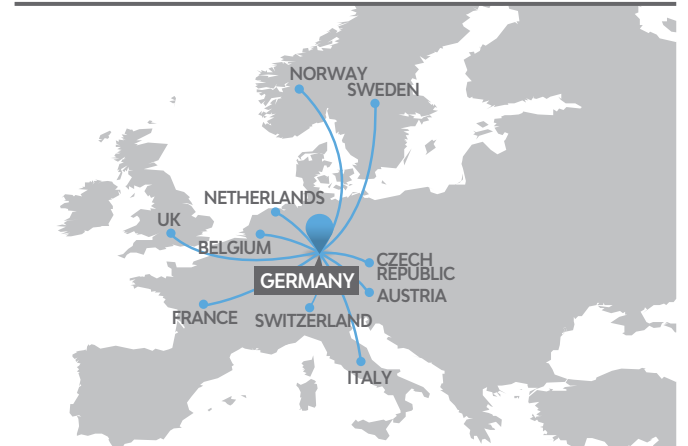 NORWAY
SWEDEN
NETHERLANDS
UK
BELGIUM
CZECH
REPUBLIC
GERMANY
AUSTRIA
FRANCE
SWITZERLAND
ITALY